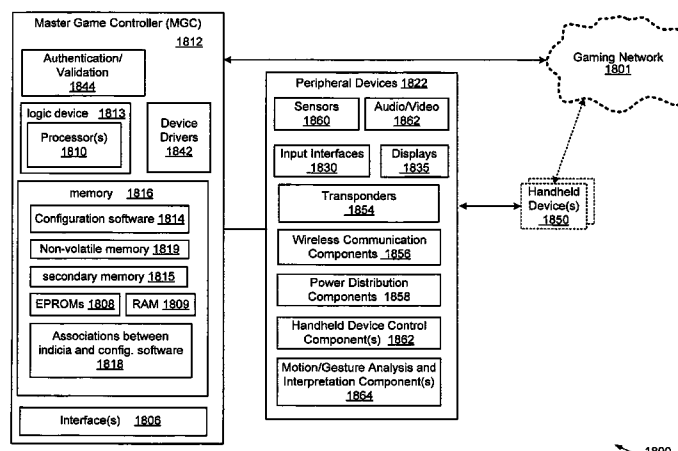 Master Game Controller (MGC)
1812
Authentication/
Validation
1844
logic device 1813
Processor(s)
1810
Device
Drivers
1842
memory 1816
Configuration software 1814
Non-volatile memory 1819
secondary memory 1815
EPROMs 1808
RAM 1809
Associations between
indicia and config. software
1818
Interface(s) 1806
Peripheral Devices 1822
Sensors
1860
Audio/Video
1862
Input Interfaces
1830
Displays
1835
Transponders
1854
Wireless Communication
Components 1856
Power Distribution
Components 1858
Handheld Device Control
Component(s) 1862
Motion/Gesture Analysis and
Interpretation Component(s)
1864
Gaming Network
1801
Handheld
Device(s)
1850